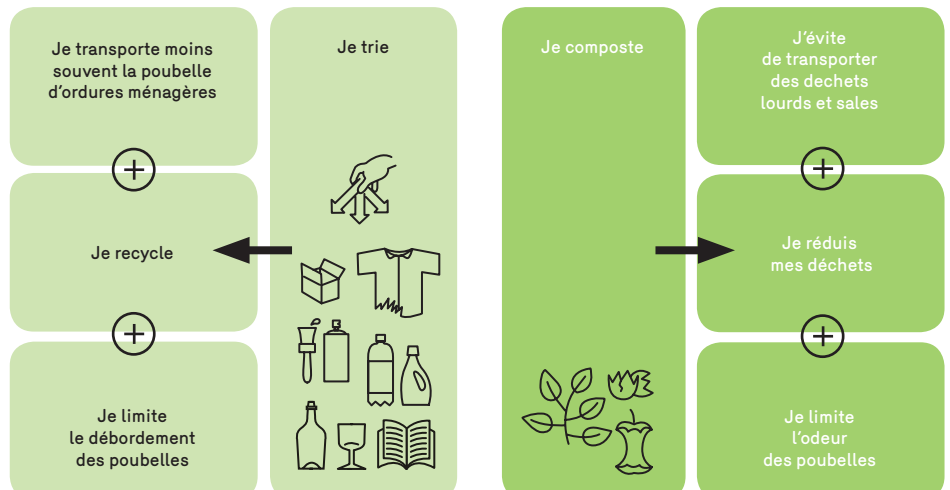 Je transporte moins
souvent la poubelle
d'ordures ménagères
Je recycle
Je limite
le débordement
des poubelles
Je trie
Je composte
J'évite
de transporter
des dechets
lourds et sales
Je réduis
mes déchets
Je limite
l'odeur
des poubelles